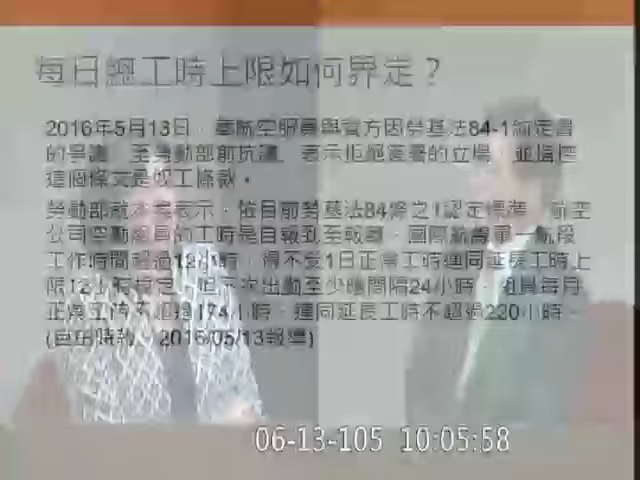 每日總工時上限如何界定？
2016年5月13日，華航空服員與資方因勞基法84-1約定書
的爭議，至勞動部前抗議，表示拒絕簽署的立場，並指控
這個條文是奴工條款。
勞動部就本案表示，從目前勞基法84條之1認定標準，航空
公司空勤組員的工時是自報到至報離，國際航線單一航段
工作時間超過12小時，得不受1日正常工時連同延長工時上
限12小時規定，但下次出勤至少應間隔24小時，組員每月
正常工時不超過174小時，連同延長工時不超過220小時。
(自由時報，2016/05/13報導)
06-13-105 10:05:58